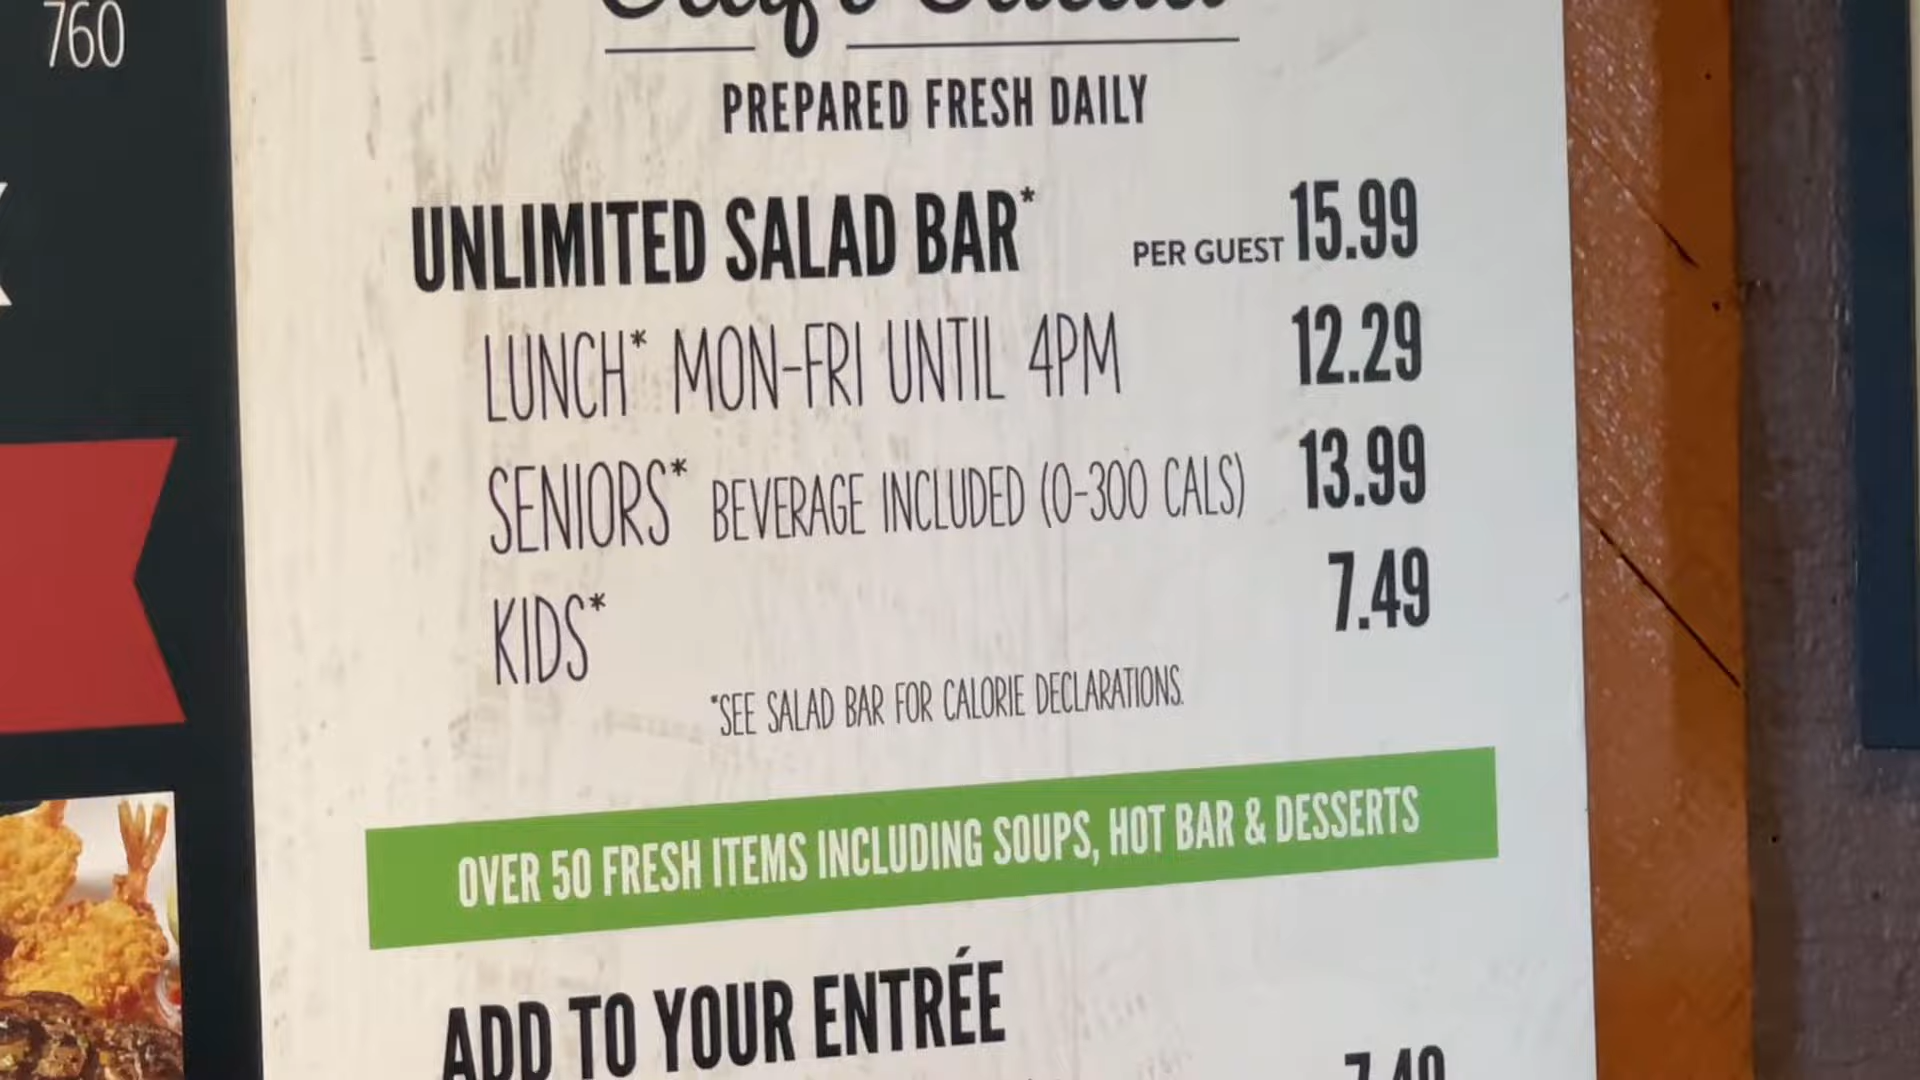 760
PREPARED FRESH DAILY
UNLIMITED SALAD BAR* PER GUEST 15.99
LUNCH* MON-FRI UNTIL 4PM 12.29
SENIORS* BEVERAGE INCLUDED (0-300 CALS) 13.99
KIDS* 7.49
*SEE SALAD BAR FOR CALORIE DECLARATIONS.
OVER 50 FRESH ITEMS INCLUDING SOUPS, HOT BAR & DESSERTS
ADD TO YOUR ENTRÉE